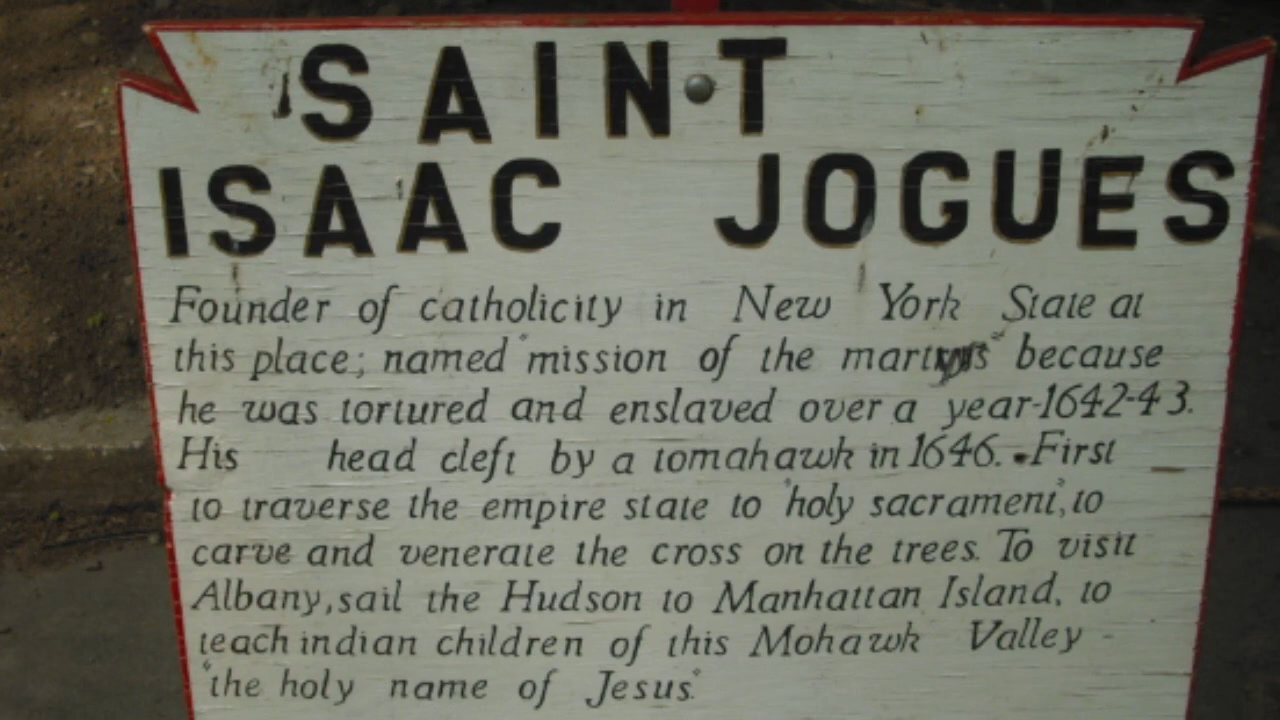 SAINT
ISAAC JOGUES
Founder of catholicity in New York State at
this place; named "mission of the martyrs" because
he was tortured and enslaved over a year-1642-43.
His head cleft by a tomahawk in 1646. - First
to traverse the empire state to "holy sacrament", to
carve and venerate the cross on the trees. To visit
Albany, sail the Hudson to Manhattan Island, to
teach indian children of this Mohawk Valley -
"the holy name of Jesus."